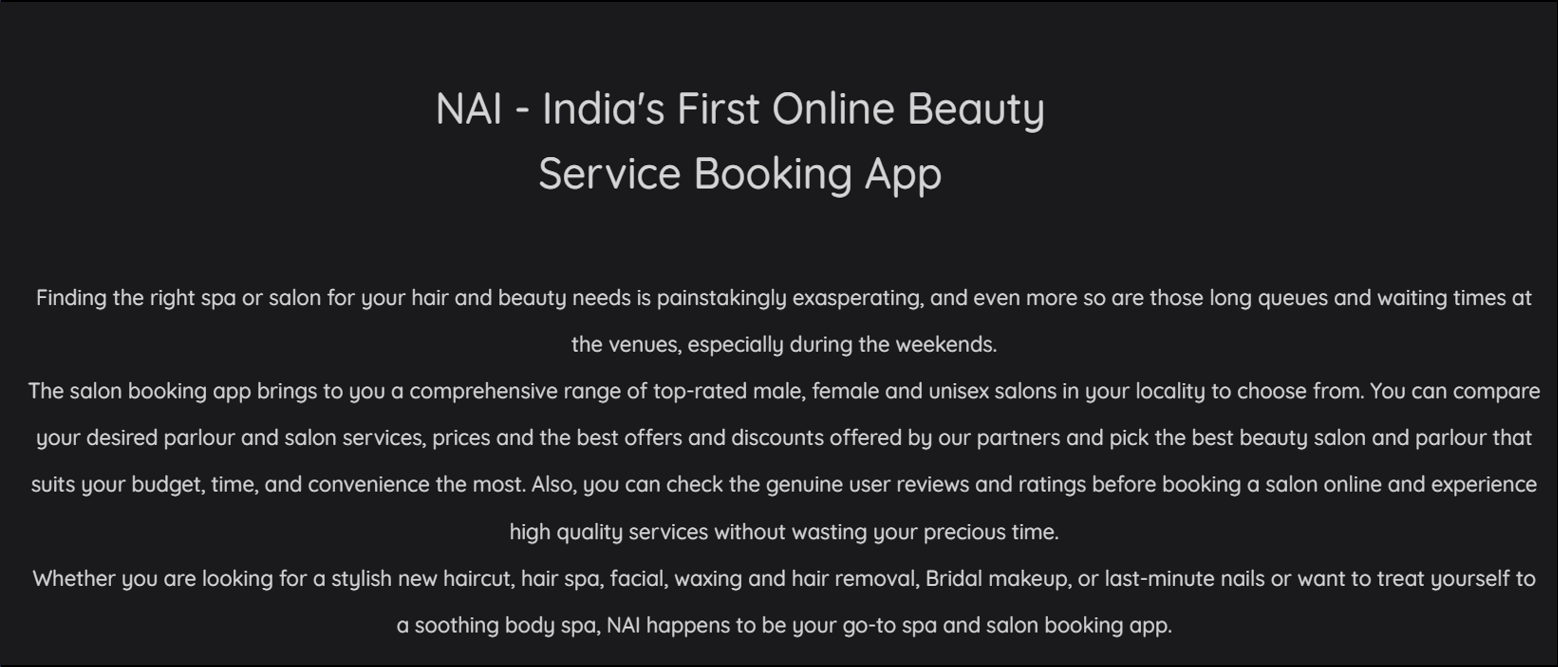 NAI - India's First Online Beauty
Service Booking App
Finding the right spa or salon for your hair and beauty needs is painstakingly exasperating, and even more so are those long queues and waiting times at
the venues, especially during the weekends.
The salon booking app brings to you a comprehensive range of top-rated male, female and unisex salons in your locality to choose from. You can compare
your desired parlour and salon services, prices and the best offers and discounts offered by our partners and pick the best beauty salon and parlour that
suits your budget, time, and convenience the most. Also, you can check the genuine user reviews and ratings before booking a salon online and experience
high quality services without wasting your precious time.
Whether you are looking for a stylish new haircut, hair spa, facial, waxing and hair removal, Bridal makeup, or last-minute nails or want to treat yourself to
a soothing body spa, NAI happens to be your go-to spa and salon booking app.